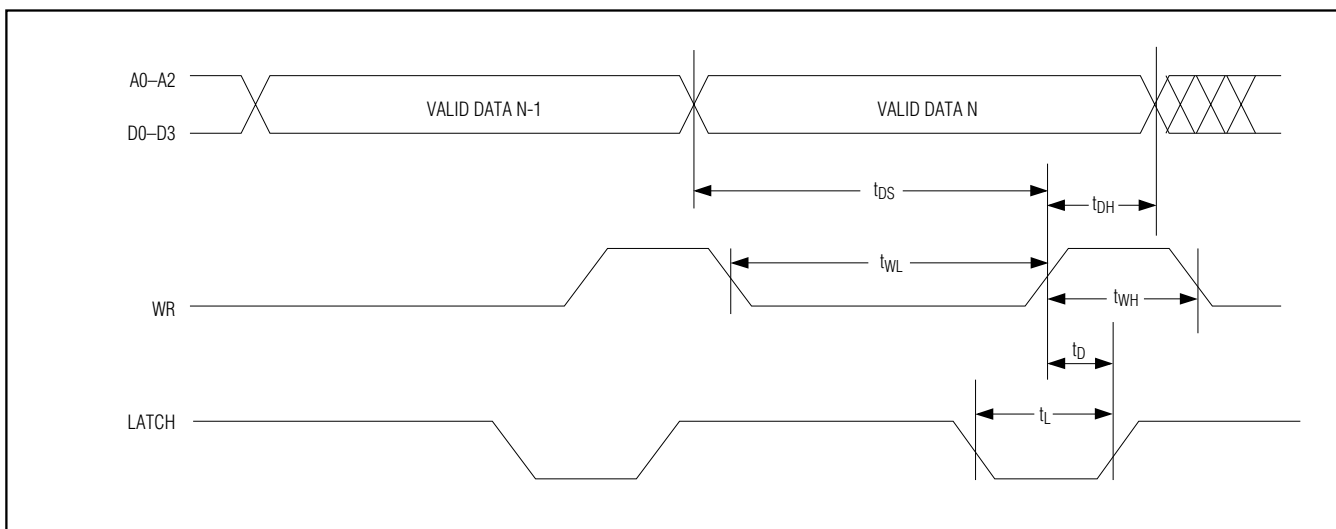 A0–A2
D0–D3
VALID DATA N-1
VALID DATA N
tDS
tDH
tWL
WR
tWH
tD
LATCH
tL